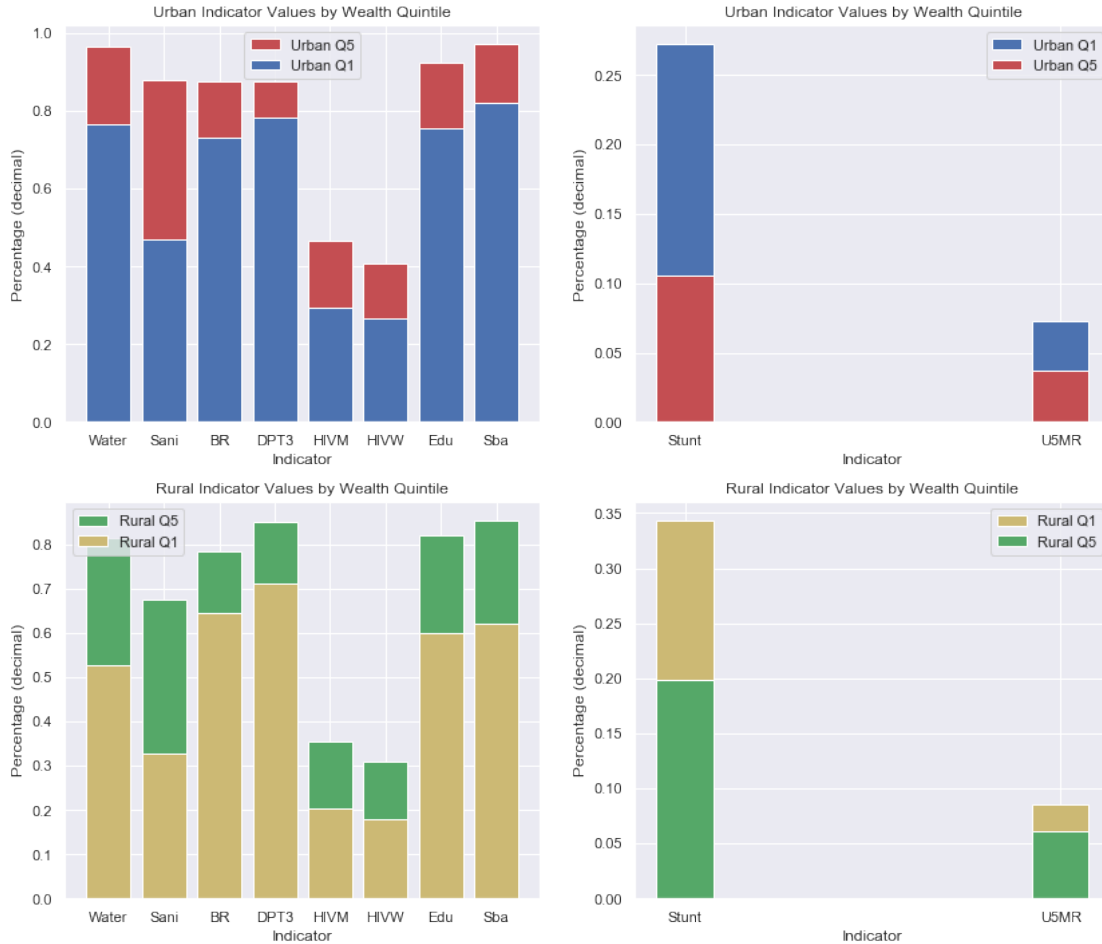 Urban Indicator Values by Wealth Quintile
1.0
0.8
0.6
0.4
0.2
0.0
Percentage (decimal)
Urban Q5
Urban Q1
Water Sani BR DPT3 HIVM HIVW Edu Sba
Indicator
Urban Indicator Values by Wealth Quintile
0.25
0.20
0.15
0.10
0.05
0.00
Percentage (decimal)
Urban Q1
Urban Q5
Stunt U5MR
Indicator
Rural Indicator Values by Wealth Quintile
0.8
0.7
0.6
0.5
0.4
0.3
0.2
0.1
0.0
Percentage (decimal)
Rural Q5
Rural Q1
Water Sani BR DPT3 HIVM HIVW Edu Sba
Indicator
Rural Indicator Values by Wealth Quintile
0.35
0.30
0.25
0.20
0.15
0.10
0.05
0.00
Percentage (decimal)
Rural Q1
Rural Q5
Stunt U5MR
Indicator